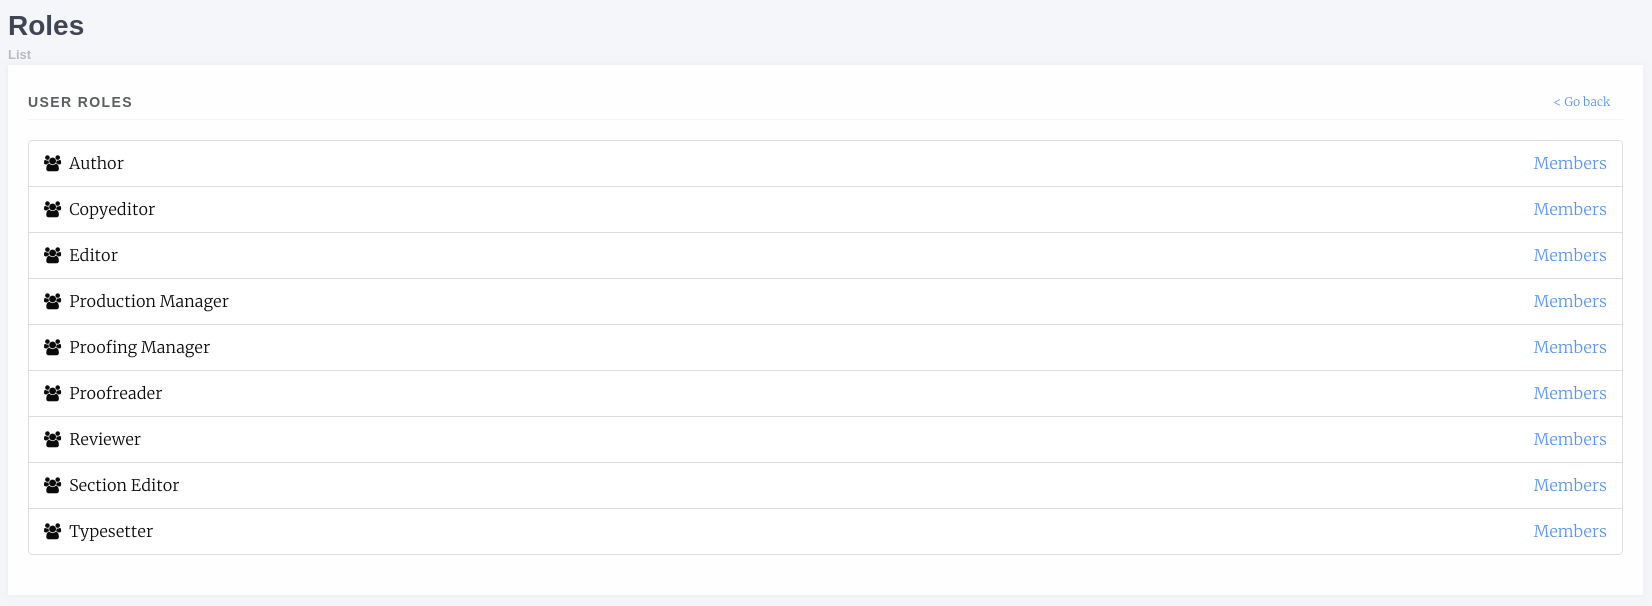 Roles
List
USER ROLES < Go back
Author Members
Copyeditor Members
Editor Members
Production Manager Members
Proofing Manager Members
Proofreader Members
Reviewer Members
Section Editor Members
Typesetter Members